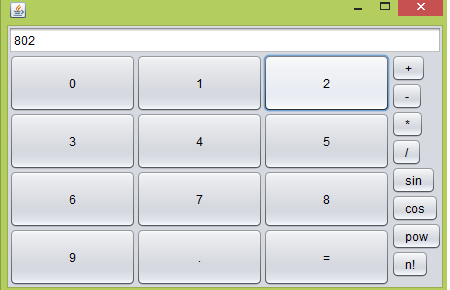 802
0 1 2 +
-
3 4 5 *
/
6 7 8 sin
cos
9 . = pow
n!